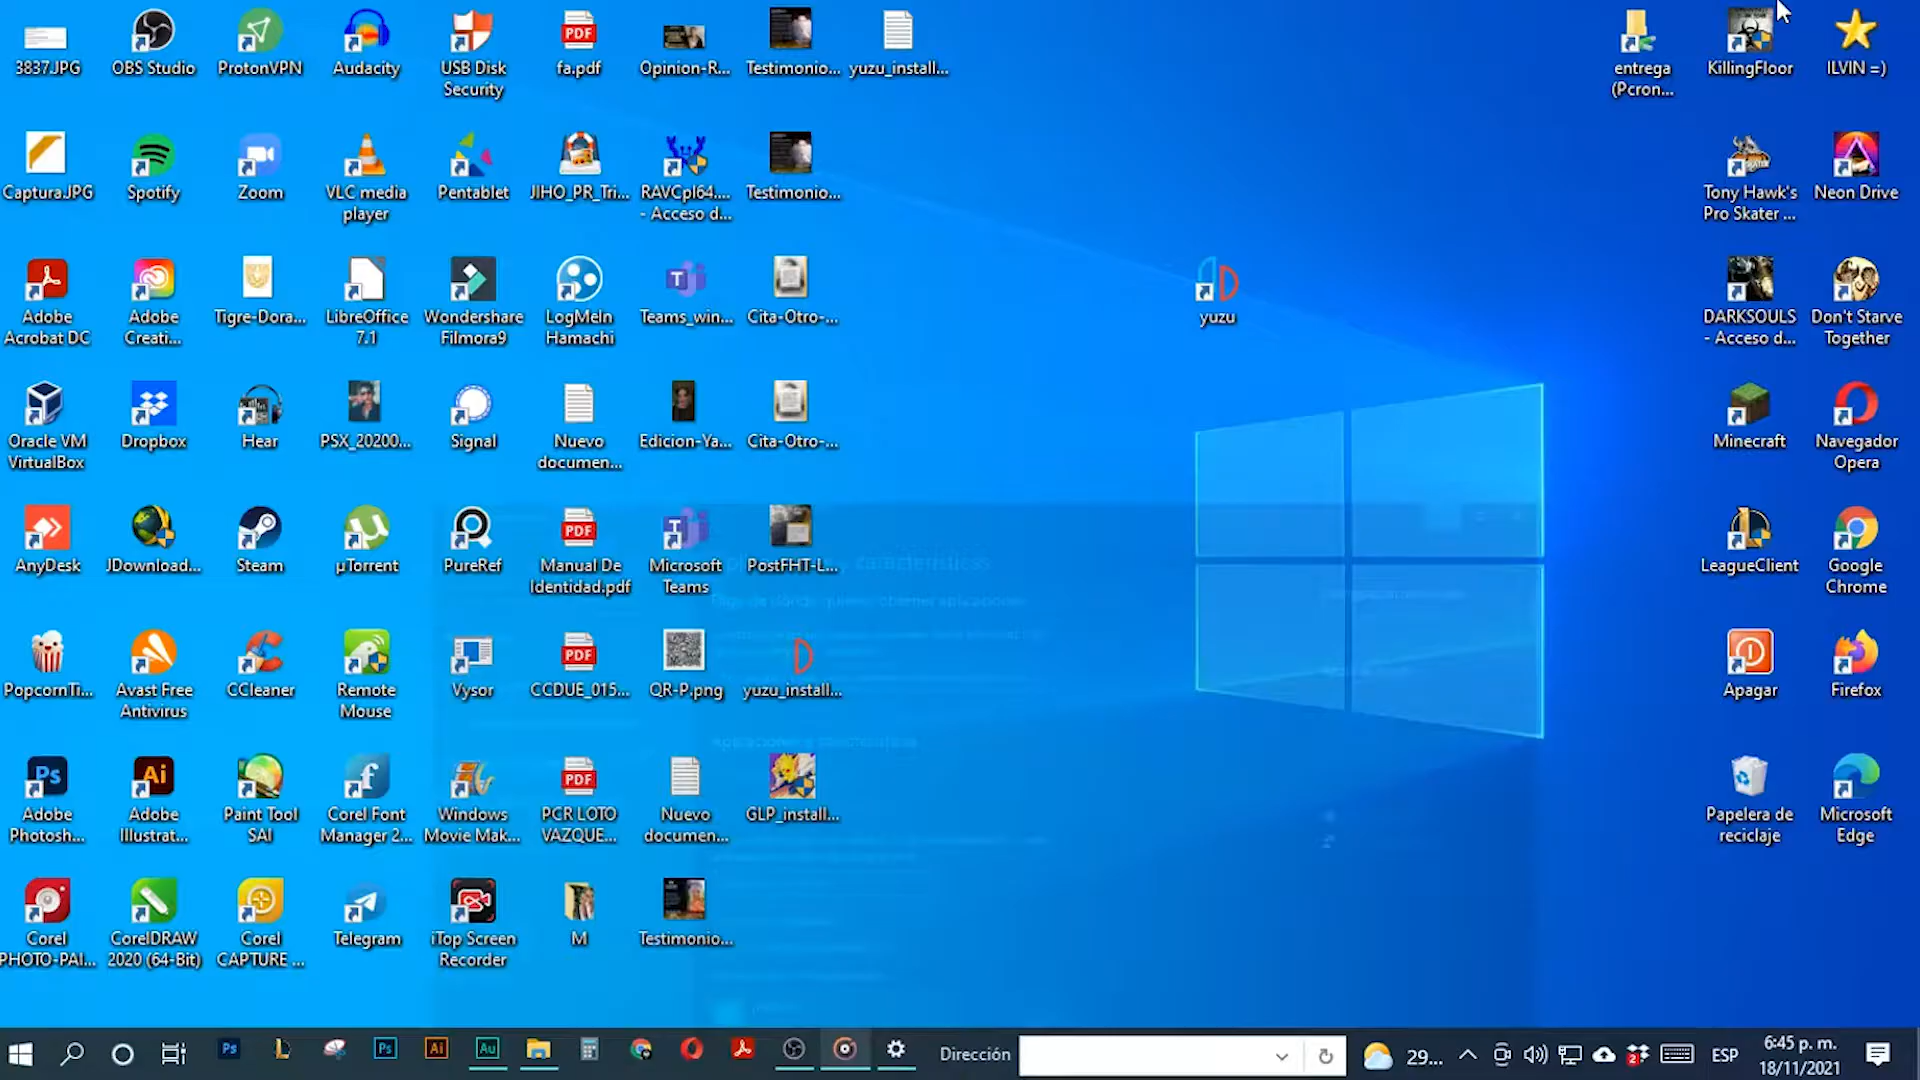 3837.JPG
OBS Studio
ProtonVPN
Audacity
USB Disk
Security
fa.pdf
Opinion-R...
Testimonio...
yuzu_install...
entrega
(Pcron...
KillingFloor
ILVIN =)
Captura.JPG
Spotify
Zoom
VLC media
player
Pentablet
JIHO_PR_Tri...
RAVCpl64....
- Acceso d...
Testimonio...
Tony Hawk's
Pro Skater ...
Neon Drive
Adobe
Acrobat DC
Adobe
Creati...
Tigre-Dora...
LibreOffice
7.1
Wondershare
Filmora9
LogMeIn
Hamachi
Teams_win...
Cita-Otro-...
yuzu
DARKSOULS
- Acceso d...
Don't Starve
Together
Oracle VM
VirtualBox
Dropbox
Hear
PSX_20200...
Signal
Nuevo
documen...
Edicion-Ya...
Cita-Otro-...
Minecraft
Navegador
Opera
AnyDesk
JDownload...
Steam
µTorrent
PureRef
Manual De
Identidad.pdf
Microsoft
Teams
PostFHT-L...
LeagueClient
Google
Chrome
PopcornTi...
Avast Free
Antivirus
CCleaner
Remote
Mouse
Vysor
CCDUE_015...
QR-P.png
yuzu_install...
Apagar
Firefox
Adobe
Photosh...
Adobe
Illustrat...
Paint Tool
SAI
Corel Font
Manager 2...
Windows
Movie Mak...
PCR LOTO
VAZQUE...
Nuevo
documen...
GLP_install...
Papelera de
reciclaje
Microsoft
Edge
Corel
PHOTO-PAI...
CorelDRAW
2020 (64-Bit)
Corel
CAPTURE ...
Telegram
iTop Screen
Recorder
M
Testimonio...
Dirección
29...
ESP
6:45 p. m.
18/11/2021